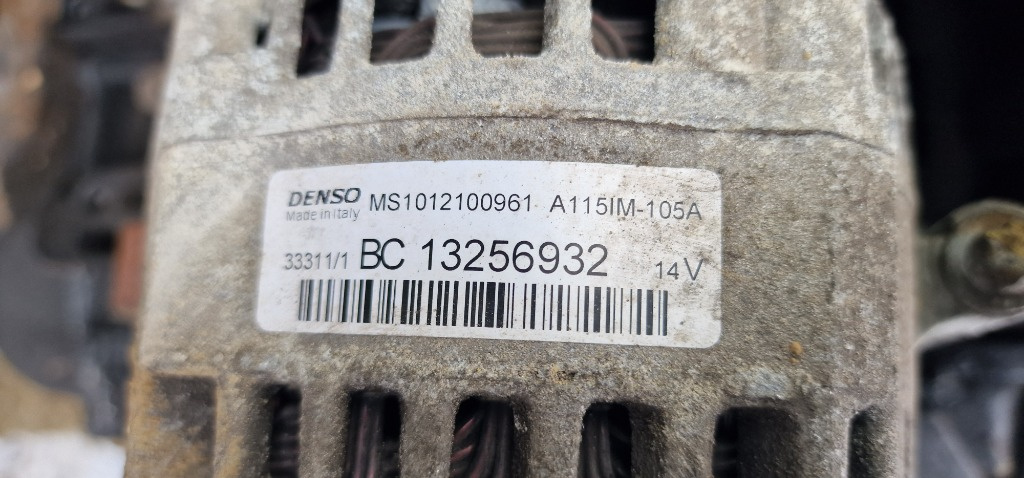 DENSO MS1012100961 A115IM-105A
Made in Italy
33311/1 BC 13256932 14V